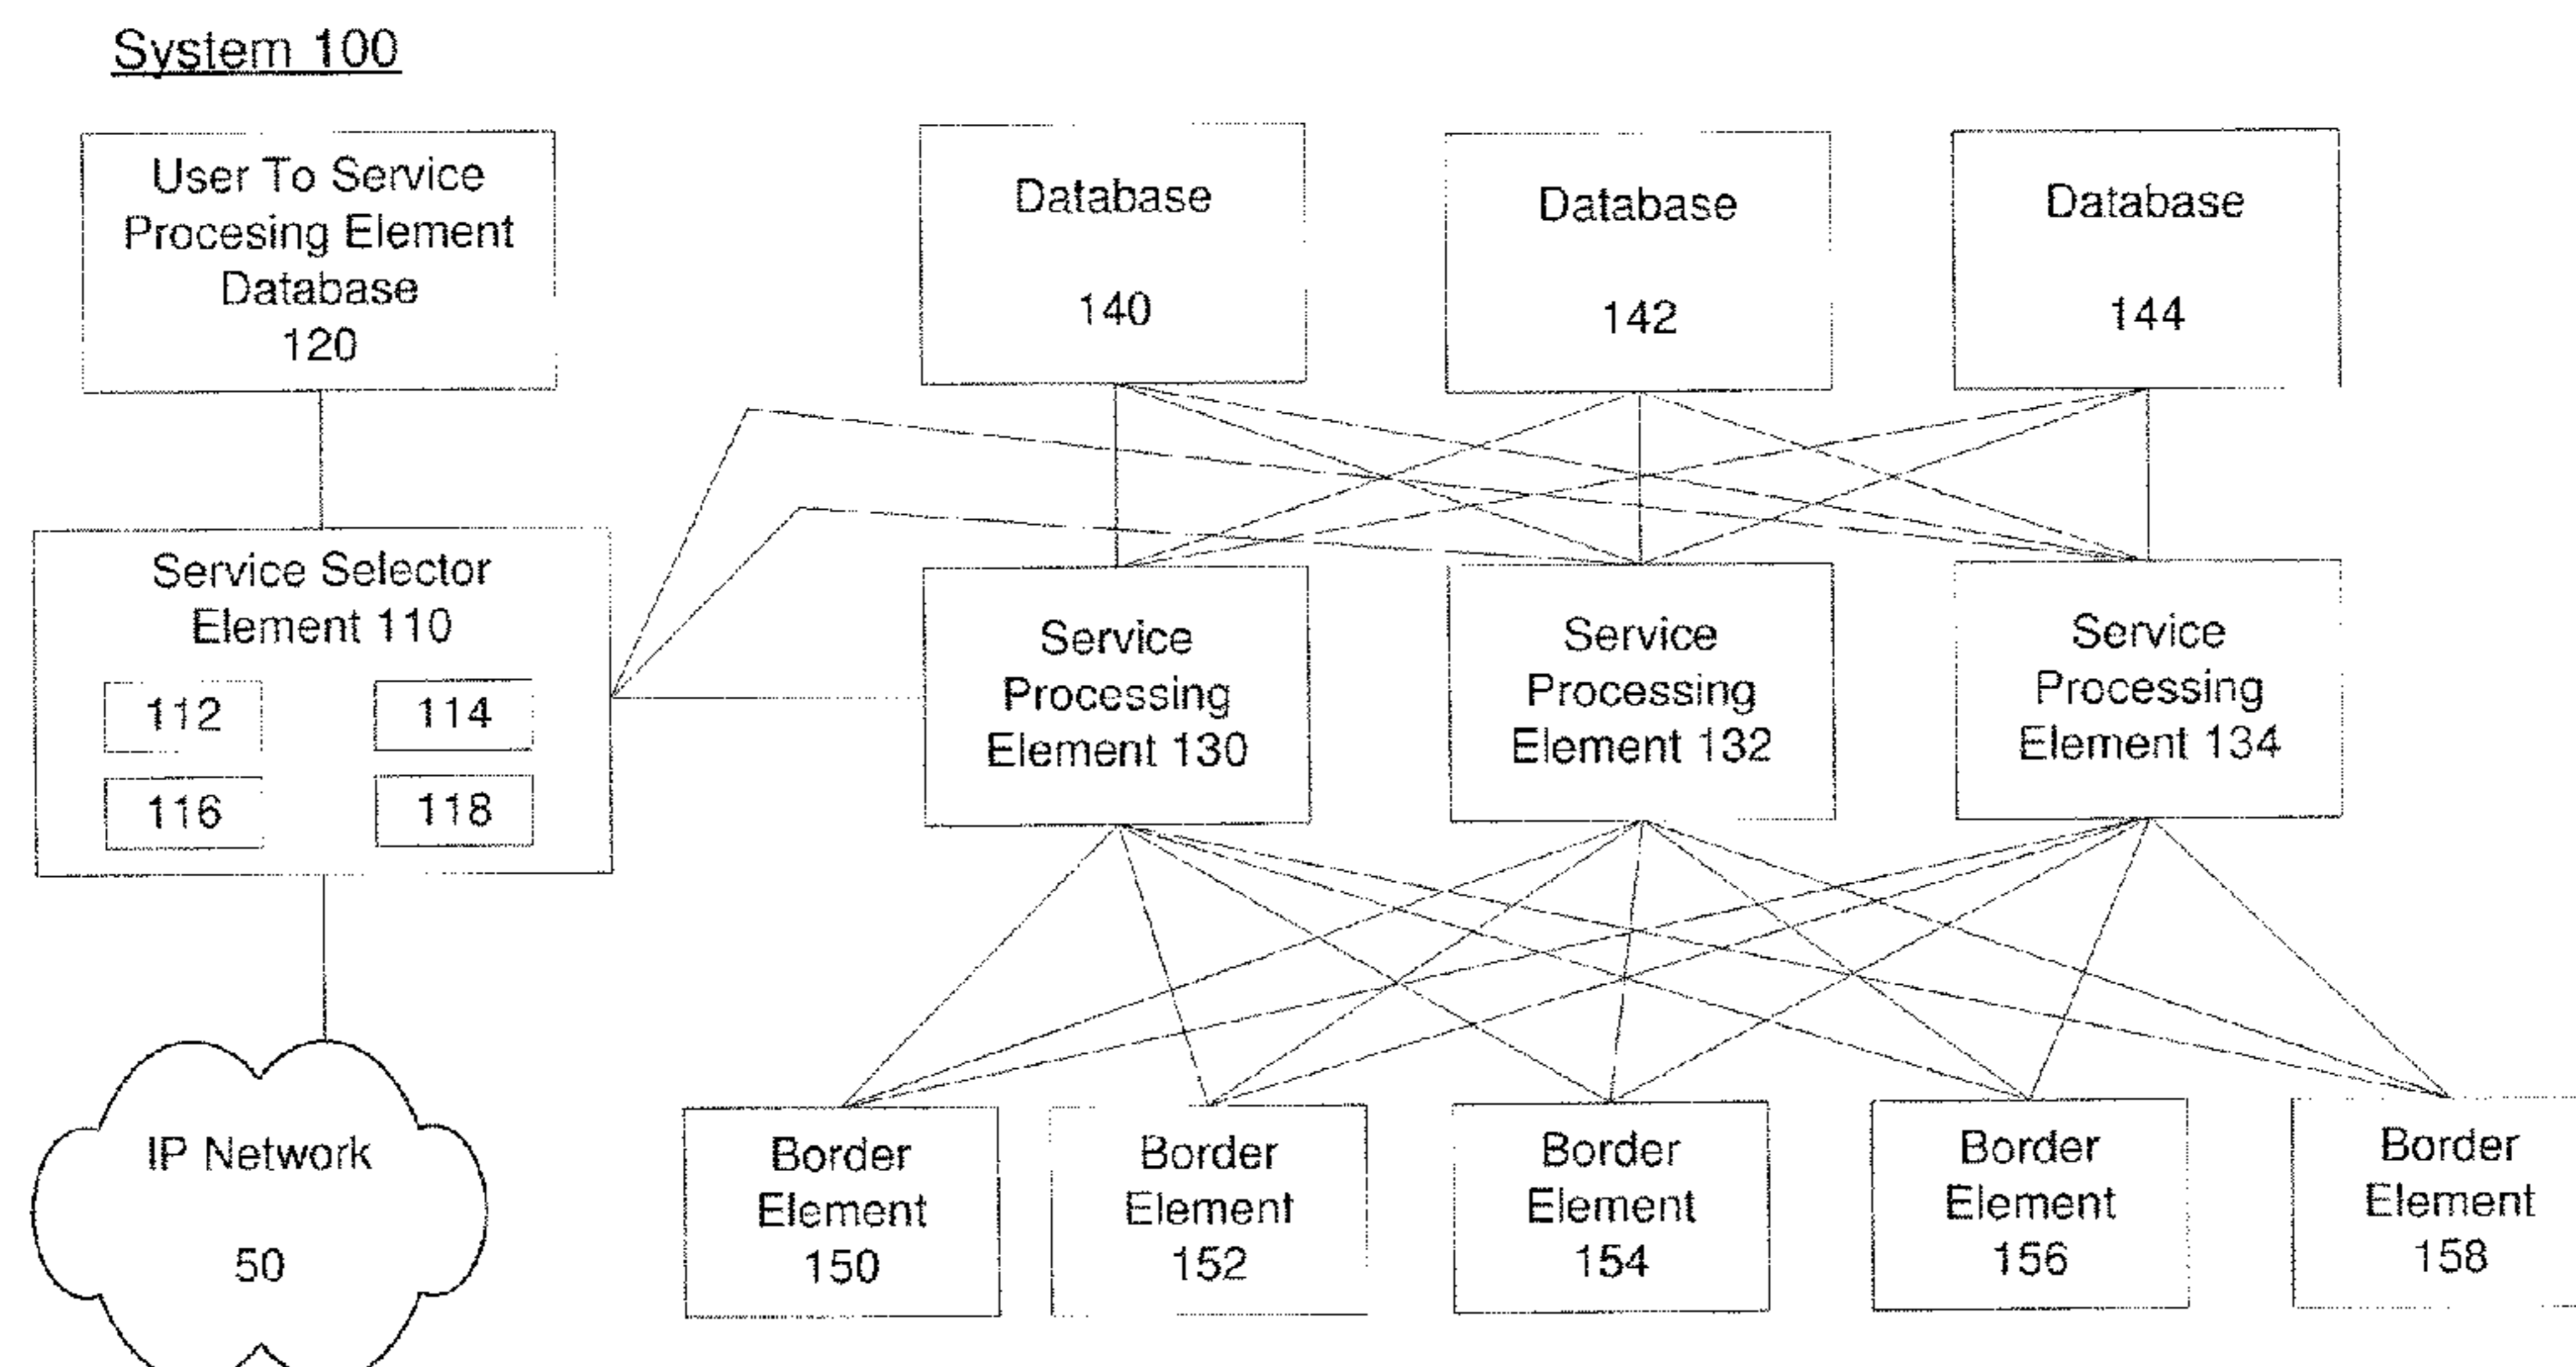 System 100
User To Service
Procesing Element
Database
120
Database
140
Database
142
Database
144
Service Selector
Element 110
112
114
116
118
Service
Processing
Element 130
Service
Processing
Element 132
Service
Processing
Element 134
IP Network
50
Border
Element
150
Border
Element
152
Border
Element
154
Border
Element
156
Border
Element
158